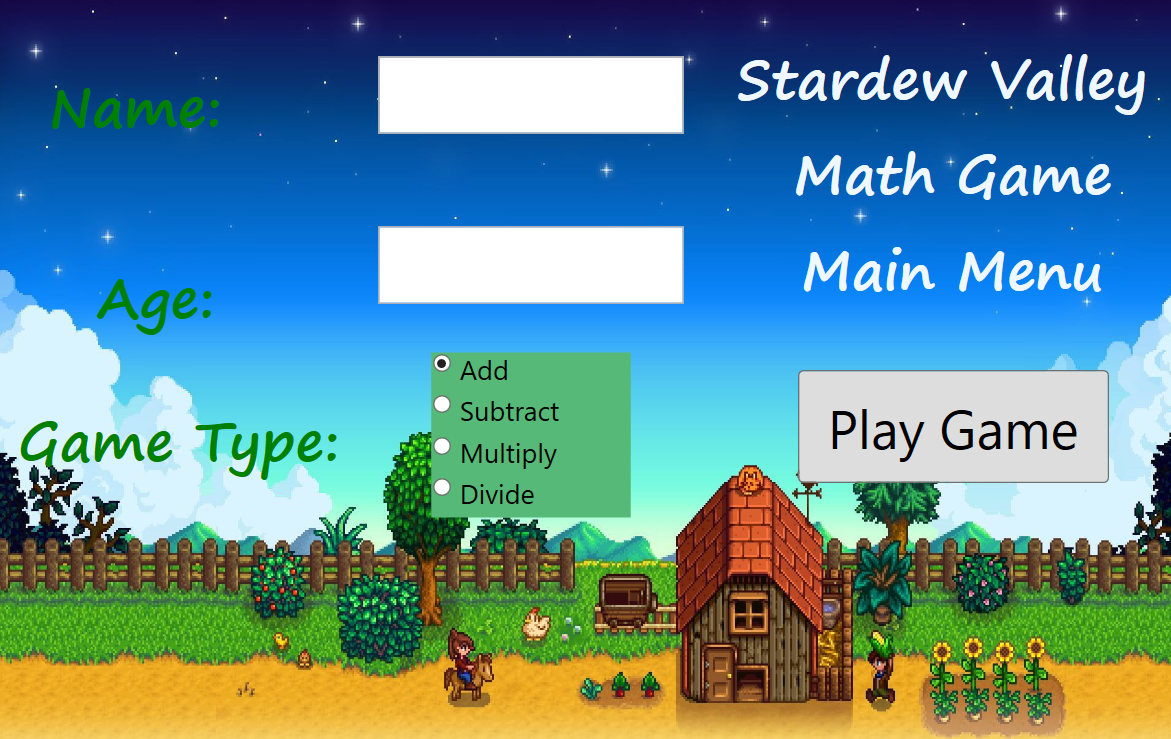 Name:
Stardew Valley
Math Game
Main Menu
Age:
Game Type:
Add
Subtract
Multiply
Divide
Play Game